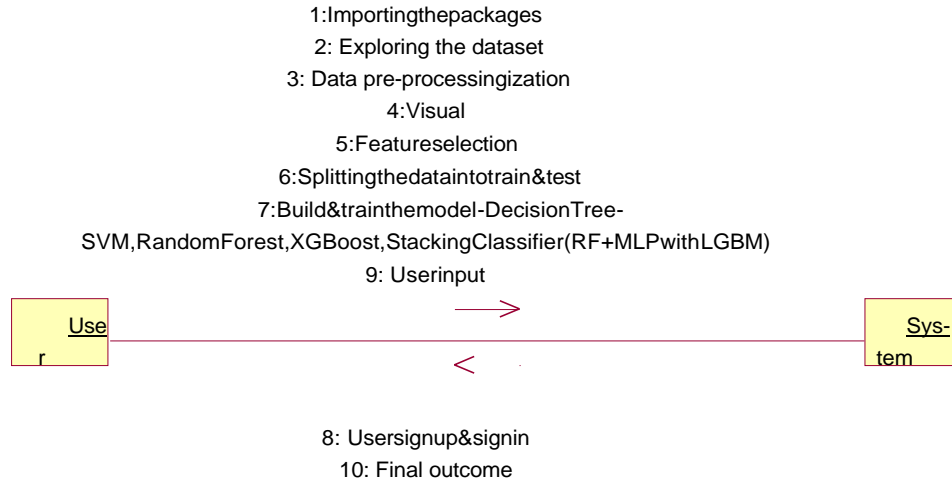 1:Importingthepackages
2: Exploring the dataset
3: Data pre-processingization
4:Visual
5:Featureselection
6:Splittingthedataintotrain&test
7:Build&trainthemodel-DecisionTree-
SVM,RandomForest,XGBoost,StackingClassifier(RF+MLPwithLGBM)
9: Userinput
Use
r
Sys-
tem
8: Usersignup&signin
10: Final outcome